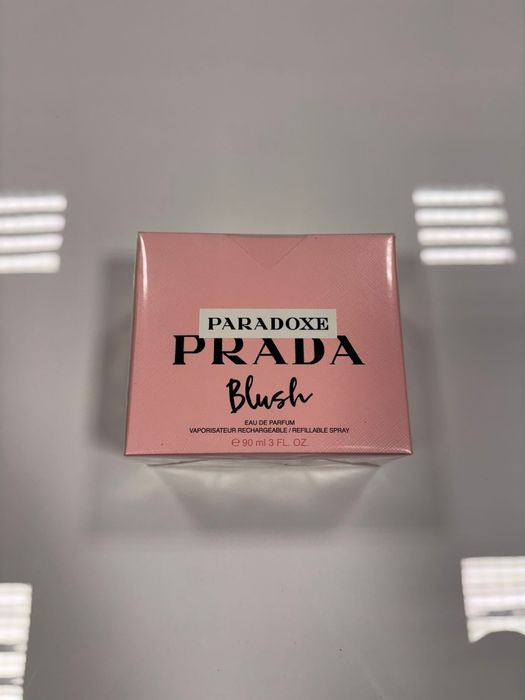 PARADOXE
PRADA
Blush
EAU DE PARFUM
VAPORISATEUR RECHARGEABLE / REFILLABLE SPRAY
℮ 90 ml 3 FL. OZ.